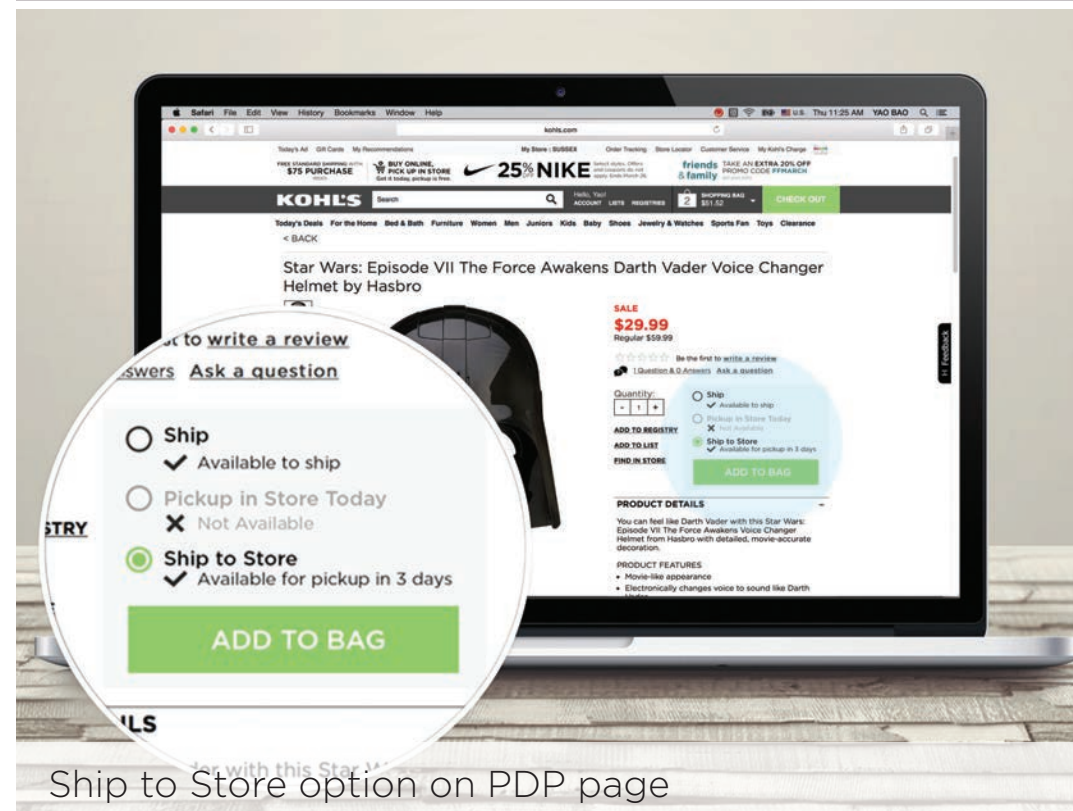 Safari File Edit View History Bookmarks Window Help
U.S. Thu 11:25 AM YAO BAO
kohls.com
Today's Ad Gift Cards My Recommendations My Store : SUSSEX Order Tracking Store Locator Customer Service My Kohl's Charge
FREE STANDARD SHIPPING WITH
$75 PURCHASE
BUY ONLINE,
PICK UP IN STORE
Get it today, pickup is free.
25% OFF NIKE
Select styles. Offers
and coupons do not
friends & family
TAKE AN EXTRA 20% OFF
PROMO CODE FFMARCH
KOHL'S
Search
Hello, Yao!
ACCOUNT LISTS REGISTRIES
2
SHOPPING BAG
$51.52
CHECK OUT
Today's Deals For the Home Bed & Bath Furniture Women Men Juniors Kids Baby Shoes Jewelry & Watches Sports Fan Toys Clearance
< BACK
Star Wars: Episode VII The Force Awakens Darth Vader Voice Changer
Helmet by Hasbro
SALE
$29.99
Regular $59.99
Be the first to write a review
1 Question & 0 Answers Ask a question
Quantity:
- 1 +
ADD TO REGISTRY
ADD TO LIST
FIND IN STORE
Ship
Available to ship
Pickup in Store Today
Not Available
Ship to Store
Available for pickup in 3 days
ADD TO BAG
PRODUCT DETAILS
You can feel like Darth Vader with this Star Wars:
Episode VII The Force Awakens Voice Changer
Helmet from Hasbro with detailed, movie-accurate
decoration.
PRODUCT FEATURES
• Movie-like appearance
• Electronically changes voice to sound like Darth
Feedback
to write a review
swers Ask a question
Ship
Available to ship
Pickup in Store Today
Not Available
Ship to Store
Available for pickup in 3 days
ADD TO BAG
STRY
ILS
with this Star
Ship to Store option on PDP page